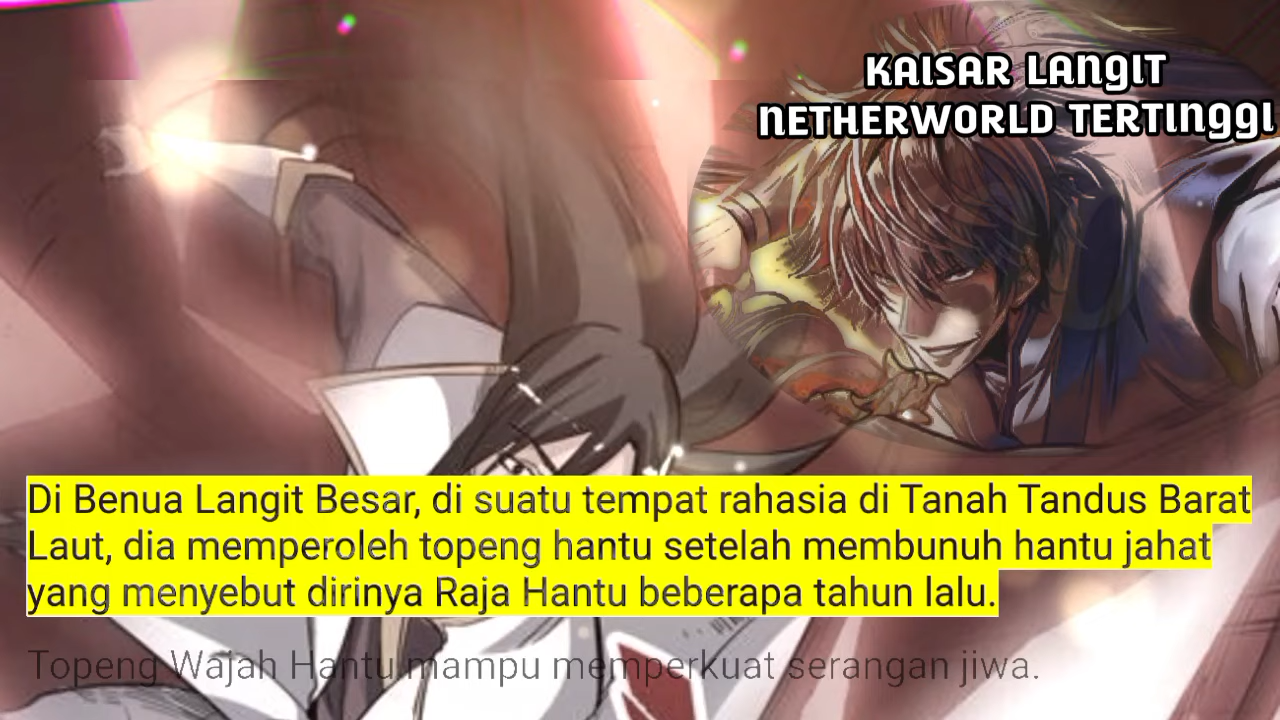 KAISAR LANGIT
NETHERWORLD TERTINGGI
Di Benua Langit Besar, di suatu tempat rahasia di Tanah Tandus Barat
Laut, dia memperoleh topeng hantu setelah membunuh hantu jahat
yang menyebut dirinya Raja Hantu beberapa tahun lalu.
Topeng Wajah Hantu mampu memperkuat serangan jiwa.